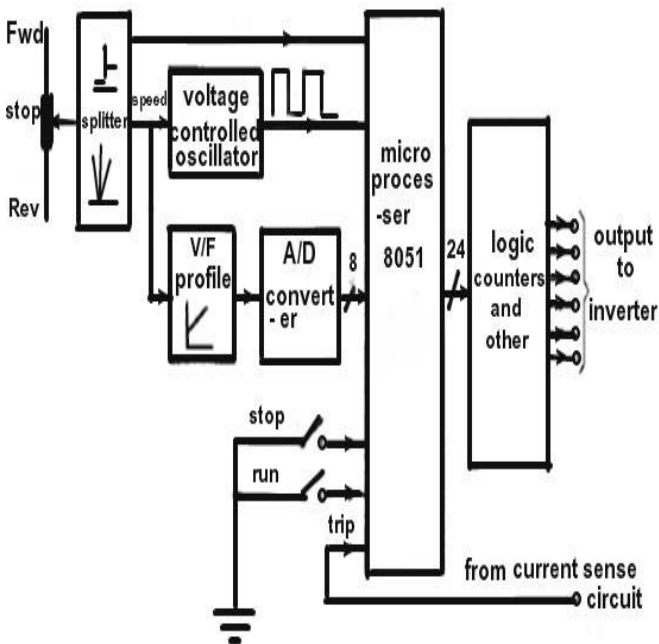 Fwd
stop
Rev
splitter
speed
voltage
controlled
oscillator
V/F
profile
A/D
convert
- er
8
micro
proces
-ser
8051
24
logic
counters
and
other
output
to
inverter
stop
run
trip
from current sense
circuit